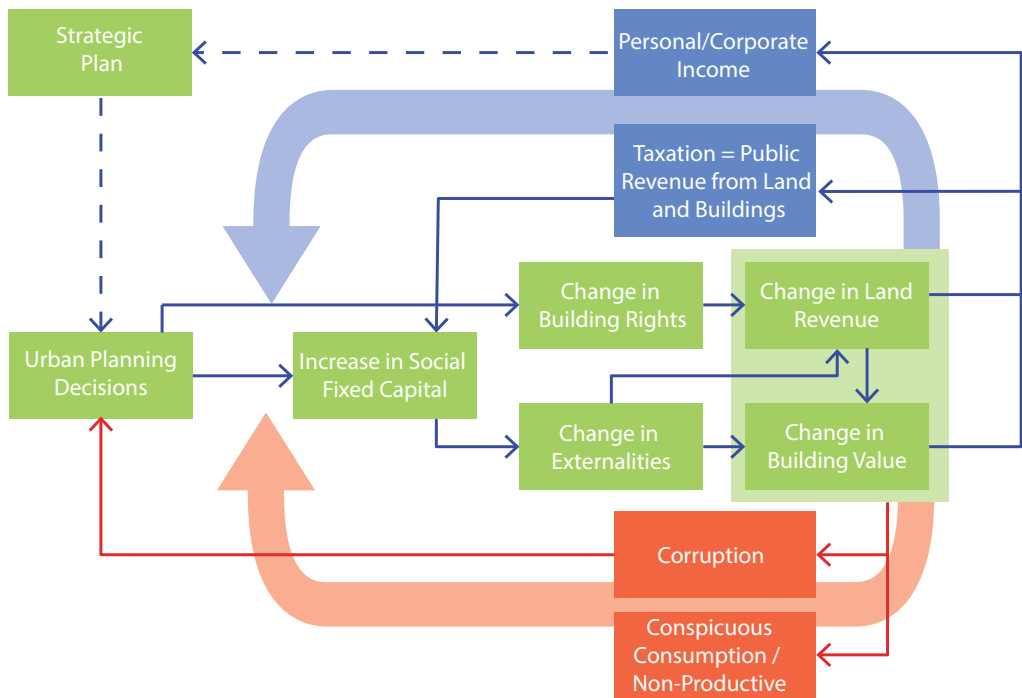 Strategic
Plan
Personal/Corporate
Income
Taxation = Public
Revenue from Land
and Buildings
Change in
Building Rights
Change in Land
Revenue
Urban Planning
Decisions
Increase in Social
Fixed Capital
Change in
Externalities
Change in
Building Value
Corruption
Conspicuous
Consumption /
Non-Productive